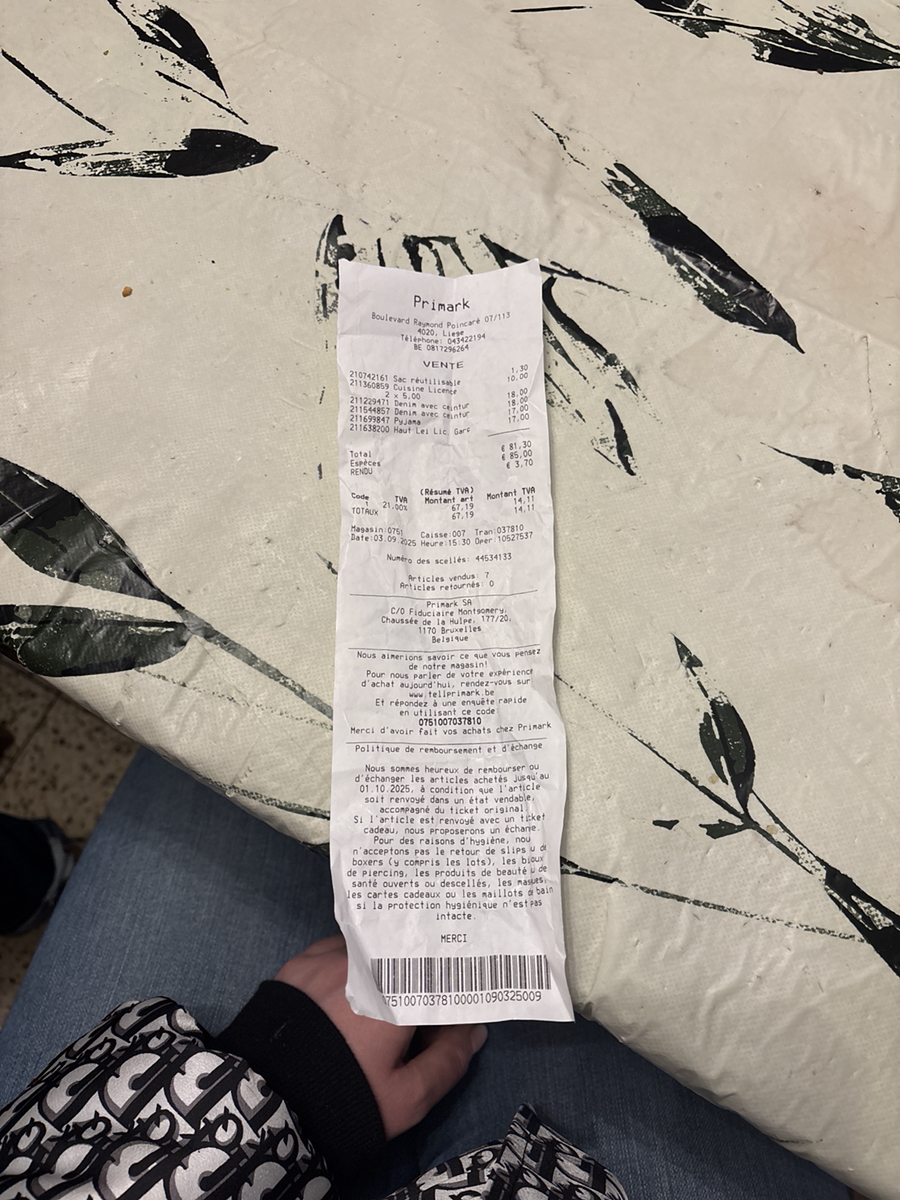 Primark
Boulevard Raymond Poincaré 07/113
4020, Liege
Téléphone: 043422194
BE 0817296264
VENTE
210742161 Sac réutilisable 1,30
211360859 Cuisine Licence 10,00
2 x 5,00
211229471 Denim avec ceintur 18,00
211544857 Denim avec ceintur 18,00
211699847 Pyjama 17,00
211638200 Haut Lei Lic Garc 17,00
Total € 81,30
Espèces € 85,00
RENDU € 3,70
(Résumé TVA)
Code TVA Montant art Montant TVA
1 21,00% 67,19 14,11
TOTAUX 67,19 14,11
Magasin:0751 Caisse:007 Tran:037810
Date:03.09.2025 Heure:15:30 Oper:10527537
Numéro des scellés: 44534133
Articles vendus: 7
Articles retournés: 0
Primark SA
C/O Fiduciaire Montgomery,
Chaussée de la Hulpe, 177/20,
1170 Bruxelles
Belgique
Nous aimerions savoir ce que vous pensez
de notre magasin!
Pour nous parler de votre expérience
d'achat aujourd'hui, rendez-vous sur
www.tellprimark.be
Et répondez à une enquête rapide
en utilisant ce code:
0751007037810
Merci d'avoir fait vos achats chez Primark
Politique de remboursement et d'échange
Nous sommes heureux de rembourser ou
d'échanger les articles achetés jusqu'au
01.10.2025, à condition que l'article
soit renvoyé dans un état vendable,
accompagné du ticket original.
Si l'article est renvoyé avec un ticket
cadeau, nous proposerons un échange.
Pour des raisons d'hygiène, nou
n'acceptons pas le retour de slips u de
boxers (y compris les lots), les bijoux
de piercing, les produits de beauté u de
santé ouverts ou descellés, les masques,
les cartes cadeaux ou les maillots de bain
si la protection hygiénique n'est pas
intacte.
MERCI
7510070378100001090325009